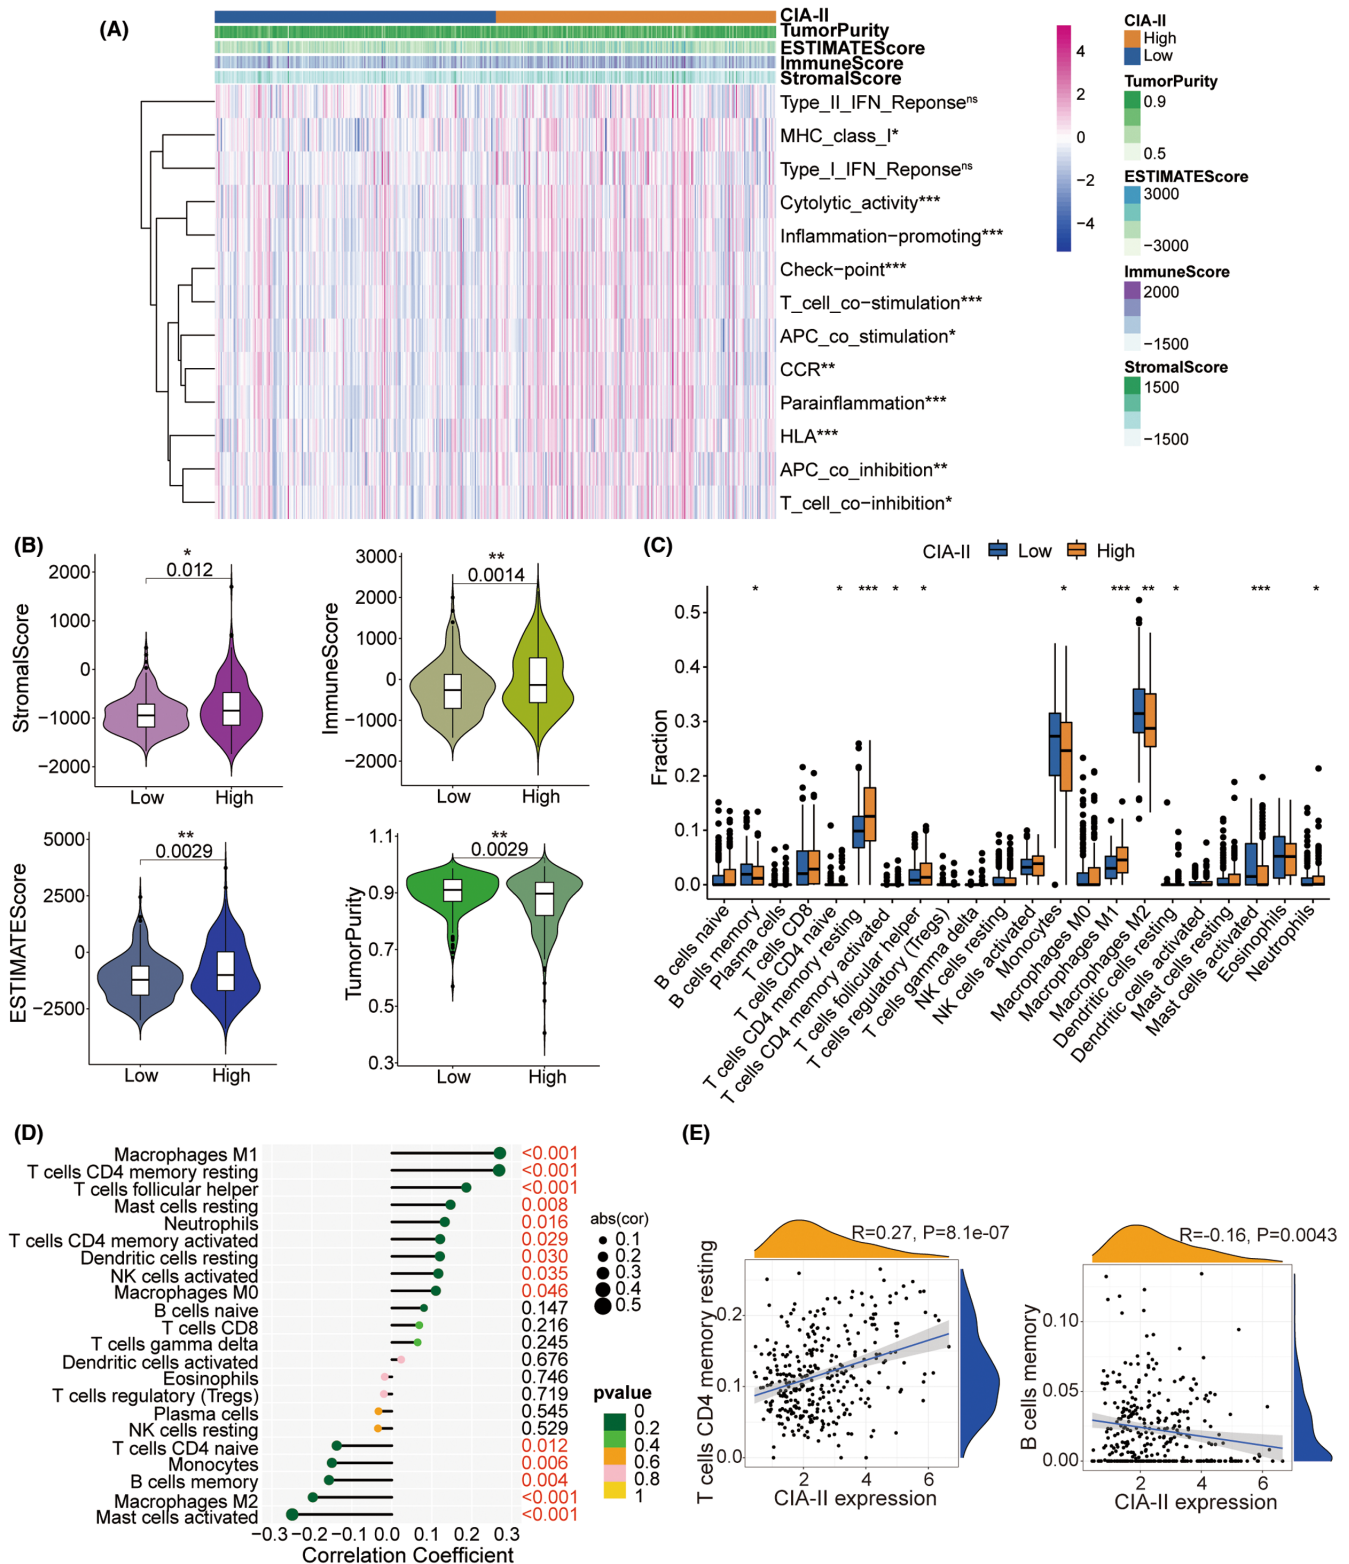 (A)
CIA-II
TumorPurity
ESTIMATEScore
ImmuneScore
StromalScore
Type_II_IFN_Reponse^ns
MHC_class_I*
Type_I_IFN_Reponse^ns
Cytolytic_activity***
Inflammation-promoting***
Check-point***
T_cell_co-stimulation***
APC_co_stimulation*
CCR**
Parainflammation***
HLA***
APC_co_inhibition**
T_cell_co-inhibition*
4
2
0
−2
−4
CIA-II
High
Low
TumorPurity
0.9
0.5
ESTIMATEScore
3000
−3000
ImmuneScore
2000
−1500
StromalScore
1500
−1500
(B)
StromalScore
2000
1000
0
−1000
−2000
*
0.012
Low High
ImmuneScore
3000
2000
1000
0
−1000
−2000
**
0.0014
Low High
ESTIMATEScore
5000
2500
0
−2500
**
0.0029
Low High
TumorPurity
1.1
0.9
0.7
0.5
0.3
**
0.0029
Low High
(C)
CIA-II Low High
* * *** * * * *** ** * *** *
Fraction
0.5
0.4
0.3
0.2
0.1
0.0
B cells naive
B cells memory
Plasma cells
T cells CD8
T cells CD4 naive
T cells CD4 memory resting
T cells CD4 memory activated
T cells follicular helper
T cells regulatory (Tregs)
T cells gamma delta
NK cells resting
NK cells activated
Monocytes
Macrophages M0
Macrophages M1
Macrophages M2
Dendritic cells resting
Dendritic cells activated
Mast cells resting
Mast cells activated
Eosinophils
Neutrophils
(D)
Macrophages M1 <0.001
T cells CD4 memory resting <0.001
T cells follicular helper <0.001
Mast cells resting 0.008
Neutrophils 0.016
T cells CD4 memory activated 0.029
Dendritic cells resting 0.030
NK cells activated 0.035
Macrophages M0 0.046
B cells naive 0.147
T cells CD8 0.216
T cells gamma delta 0.245
Dendritic cells activated 0.676
Eosinophils 0.746
T cells regulatory (Tregs) 0.719
Plasma cells 0.545
NK cells resting 0.529
T cells CD4 naive 0.012
Monocytes 0.006
B cells memory 0.004
Macrophages M2 <0.001
Mast cells activated <0.001
−0.3 −0.2 −0.1 0.0 0.1 0.2 0.3
Correlation Coefficient
abs(cor)
0.1
0.2
0.3
0.4
0.5
pvalue
0
0.2
0.4
0.6
0.8
1
(E)
R=0.27, P=8.1e-07
T cells CD4 memory resting
0.2
0.1
0.0
2 4 6
CIA-II expression
R=-0.16, P=0.0043
B cells memory
0.10
0.05
0.00
2 4 6
CIA-II expression